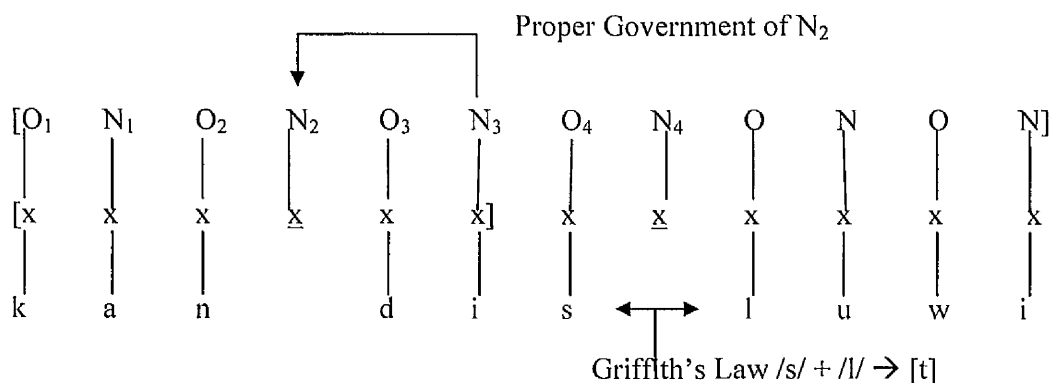 Proper Government of N₂
[O₁ N₁ O₂ N₂ O₃ N₃ O₄ N₄ O N O N]
[x x x x x x] x x x x x x
k a n d i s l u w i
Griffith's Law /s/ + /l/ → [t]